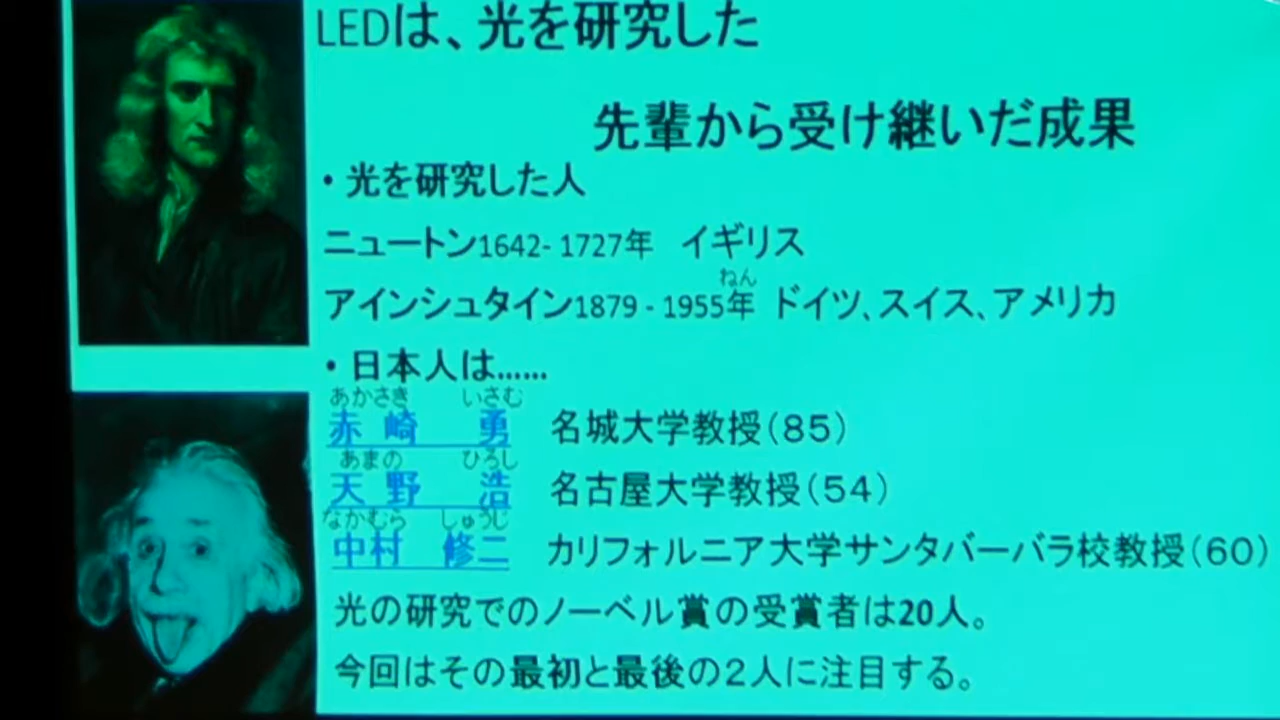 LEDは、光を研究した
先輩から受け継いだ成果
・光を研究した人
ニュートン1642- 1727年　イギリス
ねん
アインシュタイン1879 - 1955年　ドイツ、スイス、アメリカ
・日本人は……
あかさき　いさむ
赤崎　勇　名城大学教授（85）
あまの　ひろし
天野　浩　名古屋大学教授（54）
なかむら　しゅうじ
中村　修二　カリフォルニア大学サンタバーバラ校教授（60）
光の研究でのノーベル賞の受賞者は20人。
今回はその最初と最後の２人に注目する。